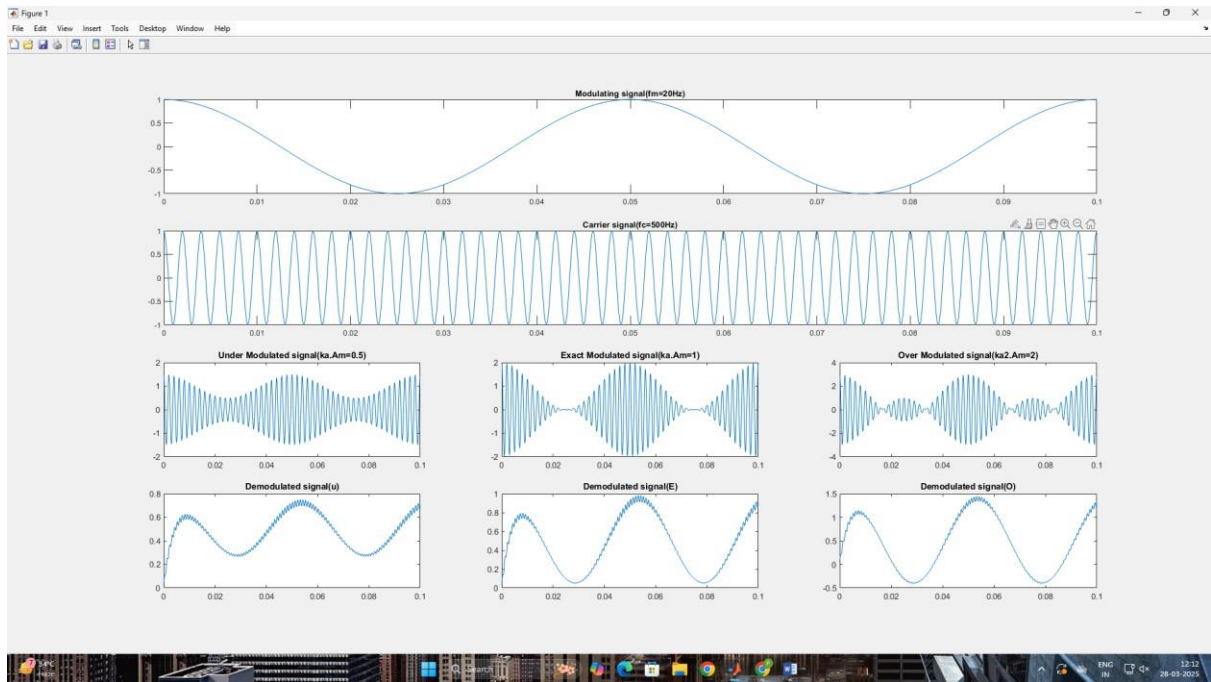 Figure 1
File Edit View Insert Tools Desktop Window Help
Modulating signal(fm=20Hz)
1
0.5
0
-0.5
-1
0 0.01 0.02 0.03 0.04 0.05 0.06 0.07 0.08 0.09 0.1
Carrier signal(fc=500Hz)
1
0.5
0
-0.5
-1
0 0.01 0.02 0.03 0.04 0.05 0.06 0.07 0.08 0.09 0.1
Under Modulated signal(ka.Am=0.5)
2
1
0
-1
-2
0 0.02 0.04 0.06 0.08 0.1
Exact Modulated signal(ka.Am=1)
2
1
0
-1
-2
0 0.02 0.04 0.06 0.08 0.1
Over Modulated signal(ka2.Am=2)
4
2
0
-2
-4
0 0.02 0.04 0.06 0.08 0.1
Demodulated signal(u)
0.8
0.6
0.4
0.2
0
0 0.02 0.04 0.06 0.08 0.1
Demodulated signal(E)
1
0.8
0.6
0.4
0.2
0
0 0.02 0.04 0.06 0.08 0.1
Demodulated signal(O)
1.5
1
0.5
0
-0.5
0 0.02 0.04 0.06 0.08 0.1
Search
ENG
IN
12:12
28-03-2025